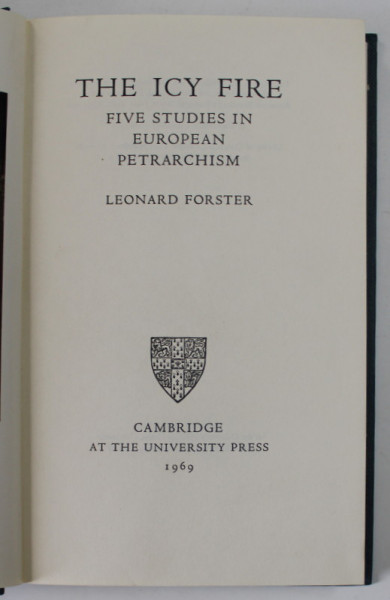 THE ICY FIRE
FIVE STUDIES IN
EUROPEAN
PETRARCHISM
LEONARD FORSTER
CAMBRIDGE
AT THE UNIVERSITY PRESS
1969